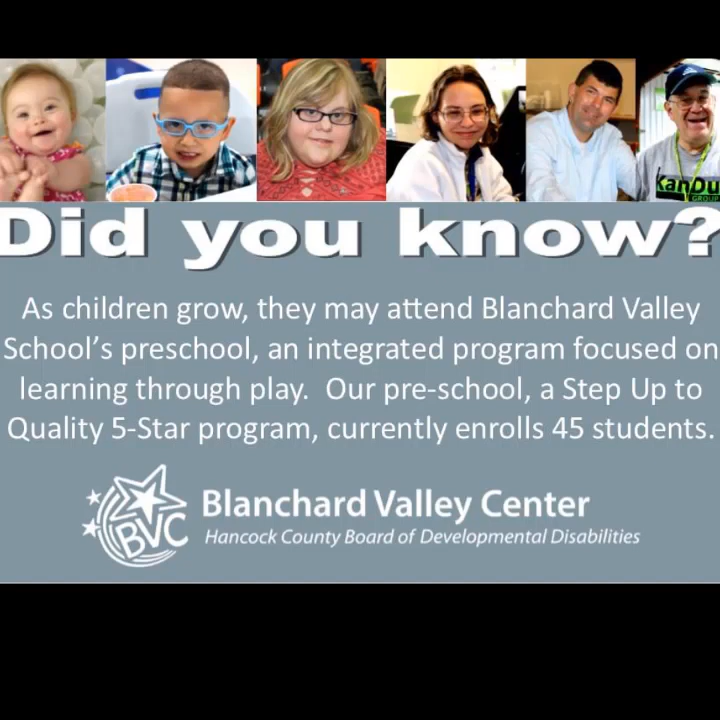 KanDu
GROUP
Did you know?
As children grow, they may attend Blanchard Valley
School’s preschool, an integrated program focused on
learning through play.  Our pre-school, a Step Up to
Quality 5-Star program, currently enrolls 45 students.
BVC
Blanchard Valley Center
Hancock County Board of Developmental Disabilities